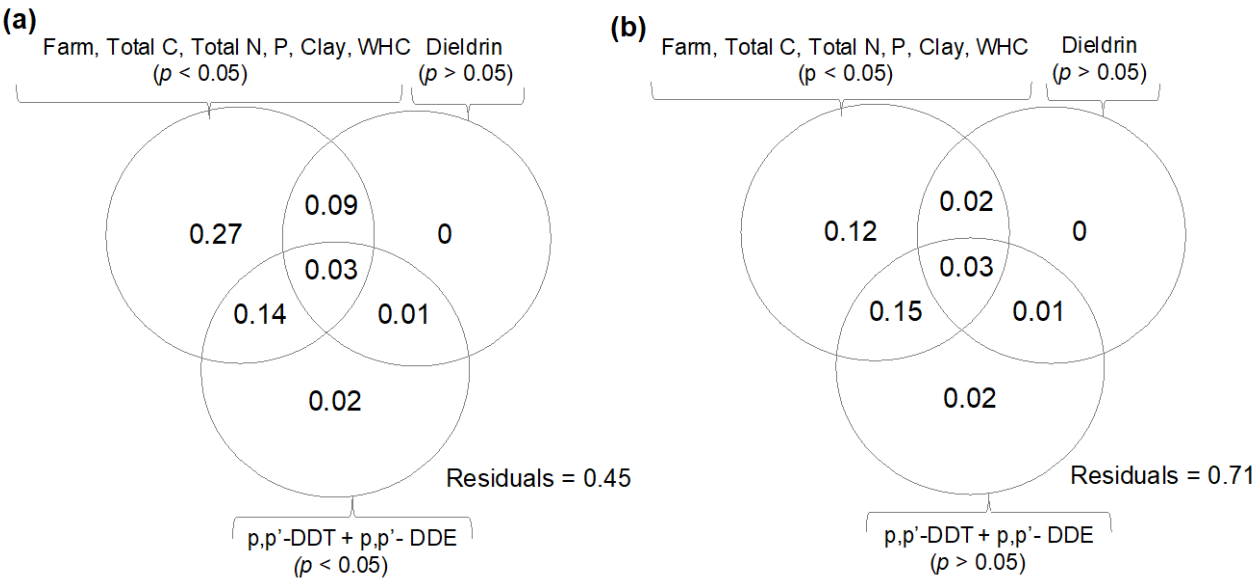 (a)
Farm, Total C, Total N, P, Clay, WHC
(p < 0.05)
Dieldrin
(p > 0.05)
0.09
0.27
0
0.03
0.14
0.01
0.02
Residuals = 0.45
p,p’-DDT + p,p’- DDE
(p < 0.05)
(b)
Farm, Total C, Total N, P, Clay, WHC
(p < 0.05)
Dieldrin
(p > 0.05)
0.02
0.12
0
0.03
0.15
0.01
0.02
Residuals = 0.71
p,p’-DDT + p,p’- DDE
(p > 0.05)